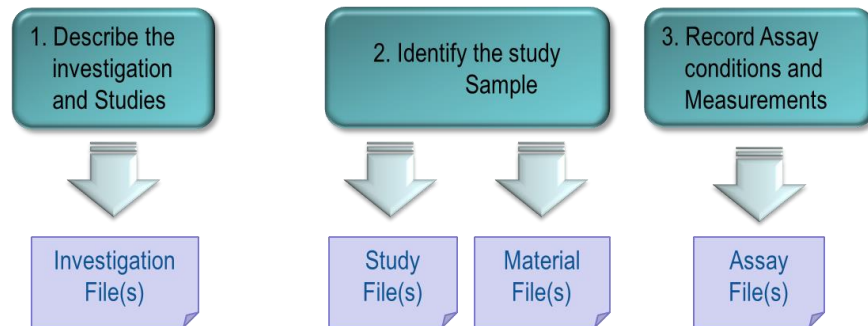 1. Describe the
investigation
and Studies
2. Identify the study
Sample
3. Record Assay
conditions and
Measurements
Investigation
File(s)
Study
File(s)
Material
File(s)
Assay
File(s)